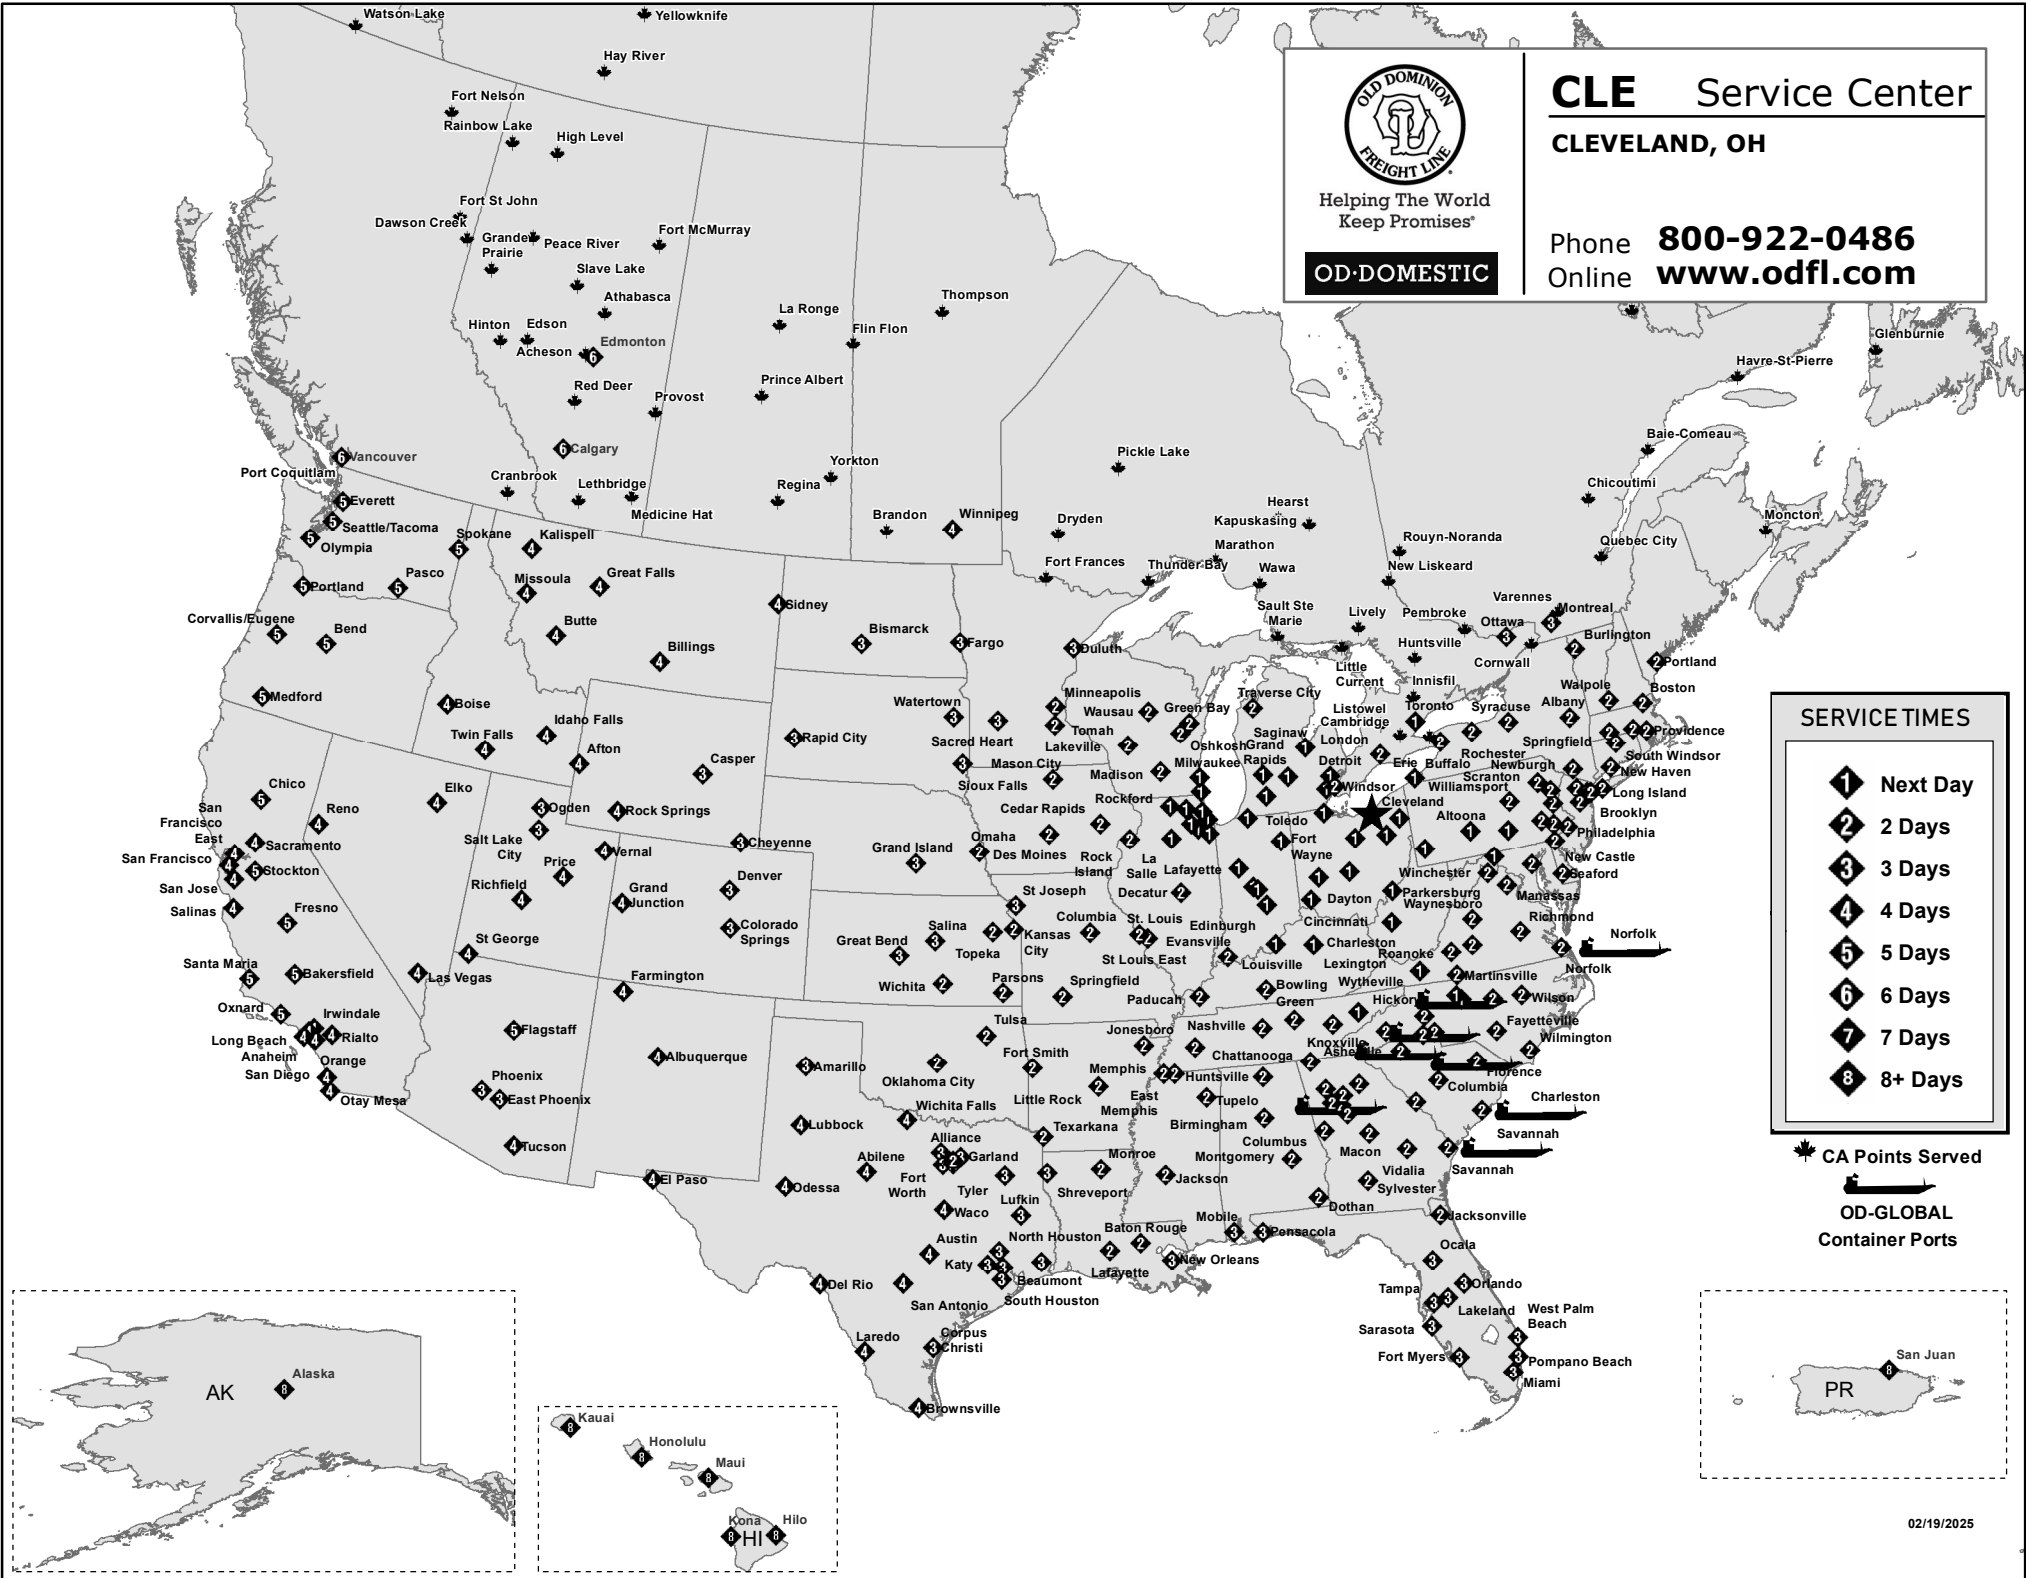 Watson Lake
Yellowknife
Hay River
Fort Nelson
Rainbow Lake
High Level
Fort St John
Dawson Creek
Grande
Prairie
Peace River
Fort McMurray
Slave Lake
Athabasca
La Ronge
Thompson
Hinton
Edson
Acheson
Edmonton
Flin Flon
Red Deer
Provost
Prince Albert
Calgary
Vancouver
Port Coquitlam
Cranbrook
Lethbridge
Medicine Hat
Regina
Yorkton
Brandon
Winnipeg
Pickle Lake
Dryden
Fort Frances
Thunder Bay
Hearst
Kapuskasing
Marathon
Wawa
Sault Ste
Marie
Lively
Little
Current
Rouyn-Noranda
New Liskeard
Pembroke
Huntsville
Innisfil
Listowel
Cambridge
Toronto
London
Windsor
Ottawa
Cornwall
Varennes
Montreal
Quebec City
Chicoutimi
Baie-Comeau
Havre-St-Pierre
Glenburnie
Moncton
OLD DOMINION
FREIGHT LINE
Helping The World
Keep Promises®
OD·DOMESTIC
CLE Service Center
CLEVELAND, OH
Phone 800-922-0486
Online www.odfl.com
Everett
Seattle/Tacoma
Olympia
Spokane
Portland
Pasco
Corvallis/Eugene
Bend
Medford
Kalispell
Missoula
Great Falls
Butte
Billings
Sidney
Bismarck
Fargo
Duluth
Boise
Twin Falls
Idaho Falls
Afton
Casper
Rapid City
Watertown
Sacred Heart
Minneapolis
Lakeville
Wausau
Tomah
Green Bay
Oshkosh
Milwaukee
Madison
Mason City
Sioux Falls
Cedar Rapids
Rockford
Traverse City
Saginaw
Grand
Rapids
Detroit
Toledo
Cleveland
Erie
Buffalo
Rochester
Syracuse
Albany
Burlington
Walpole
Portland
Boston
Providence
Springfield
South Windsor
New Haven
Newburgh
Scranton
Williamsport
Long Island
Brooklyn
Philadelphia
Altoona
New Castle
Seaford
Winchester
Manassas
Parkersburg
Waynesboro
Richmond
Norfolk
Norfolk
Chico
San
Francisco
East
San Francisco
Sacramento
Stockton
San Jose
Salinas
Fresno
Santa Maria
Bakersfield
Oxnard
Irwindale
Long Beach
Rialto
Anaheim
Orange
San Diego
Otay Mesa
Reno
Elko
Las Vegas
Ogden
Salt Lake
City
Price
Richfield
St George
Vernal
Rock Springs
Cheyenne
Grand
Junction
Denver
Colorado
Springs
Farmington
Flagstaff
Phoenix
East Phoenix
Tucson
Albuquerque
El Paso
Grand Island
Omaha
Des Moines
Rock
Island
La
Salle
Lafayette
Decatur
Fort
Wayne
Dayton
Cincinnati
Charleston
Edinburgh
Evansville
Louisville
Lexington
St Joseph
Kansas
City
Columbia
St. Louis
St Louis East
Salina
Great Bend
Topeka
Wichita
Parsons
Springfield
Paducah
Bowling
Green
Wytheville
Roanoke
Martinsville
Hickory
Wilson
Fayetteville
Wilmington
Tulsa
Jonesboro
Nashville
Knoxville
Asheville
Chattanooga
Florence
Columbia
Charleston
Savannah
Savannah
Amarillo
Oklahoma City
Fort Smith
Little Rock
Memphis
East
Memphis
Huntsville
Tupelo
Birmingham
Columbus
Montgomery
Macon
Vidalia
Sylvester
Dothan
Lubbock
Wichita Falls
Alliance
Garland
Abilene
Fort
Worth
Tyler
Texarkana
Monroe
Shreveport
Jackson
Odessa
Waco
Lufkin
Austin
North Houston
Katy
Beaumont
South Houston
Lafayette
Baton Rouge
New Orleans
Mobile
Pensacola
Del Rio
San Antonio
Laredo
Corpus
Christi
Brownsville
Jacksonville
Ocala
Orlando
Tampa
Lakeland
Sarasota
Fort Myers
West Palm
Beach
Pompano Beach
Miami
SERVICE TIMES
1 Next Day
2 2 Days
3 3 Days
4 4 Days
5 5 Days
6 6 Days
7 7 Days
8 8+ Days
CA Points Served
OD-GLOBAL
Container Ports
AK
Alaska
8
Kauai
8
Honolulu
8
Maui
8
Kona
8
HI
Hilo
8
San Juan
8
PR
02/19/2025